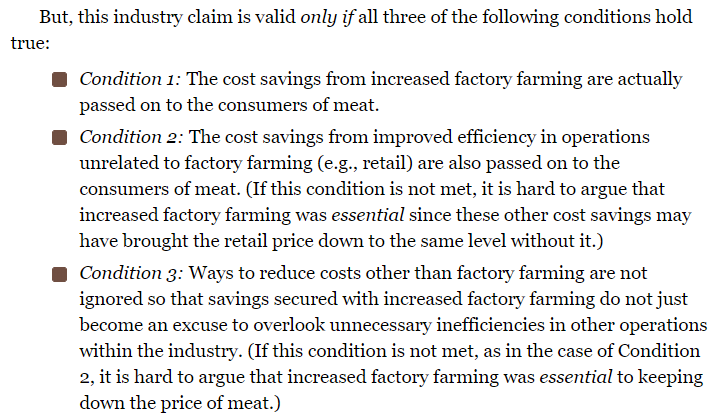 But, this industry claim is valid only if all three of the following conditions hold
true:
Condition 1: The cost savings from increased factory farming are actually
passed on to the consumers of meat.
Condition 2: The cost savings from improved efficiency in operations
unrelated to factory farming (e.g., retail) are also passed on to the
consumers of meat. (If this condition is not met, it is hard to argue that
increased factory farming was essential since these other cost savings may
have brought the retail price down to the same level without it.)
Condition 3: Ways to reduce costs other than factory farming are not
ignored so that savings secured with increased factory farming do not just
become an excuse to overlook unnecessary inefficiencies in other operations
within the industry. (If this condition is not met, as in the case of Condition
2, it is hard to argue that increased factory farming was essential to keeping
down the price of meat.)